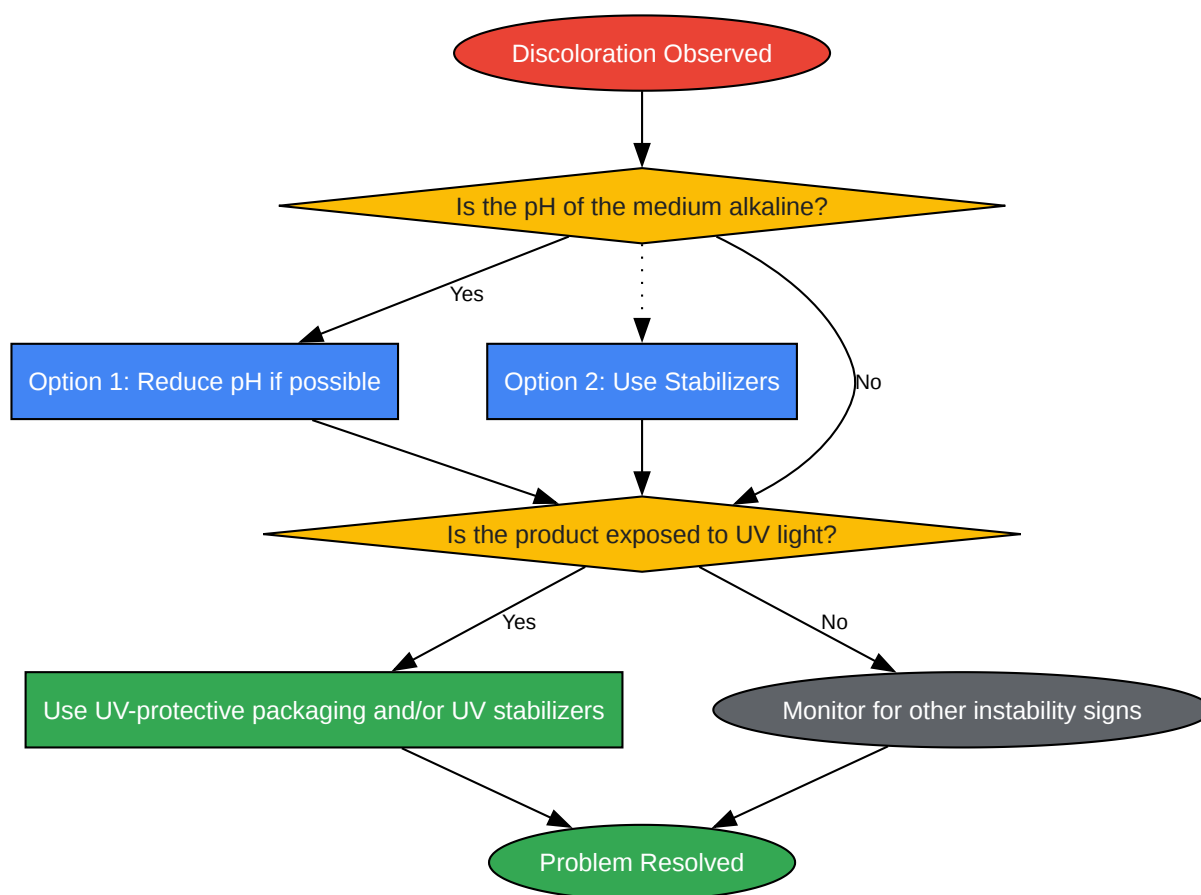 Discoloration Observed
Is the pH of the medium alkaline?
Yes
Option 1: Reduce pH if possible
Option 2: Use Stabilizers
No
Is the product exposed to UV light?
Yes
No
Use UV-protective packaging and/or UV stabilizers
Monitor for other instability signs
Problem Resolved